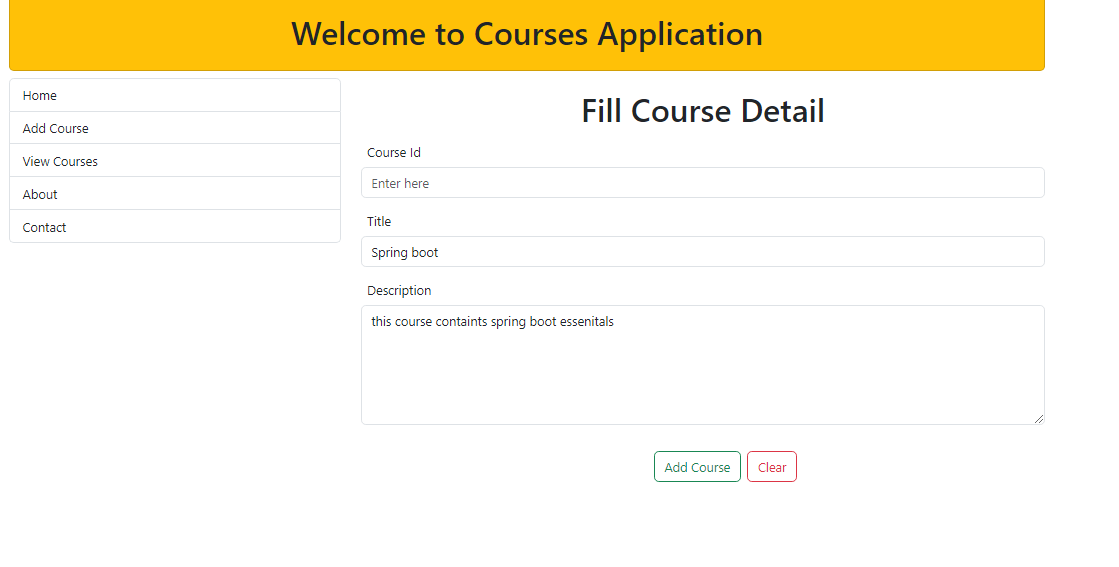 Welcome to Courses Application
Home
Add Course
View Courses
About
Contact
Fill Course Detail
Course Id
Enter here
Title
Spring boot
Description
this course containts spring boot essenitals
Add Course
Clear